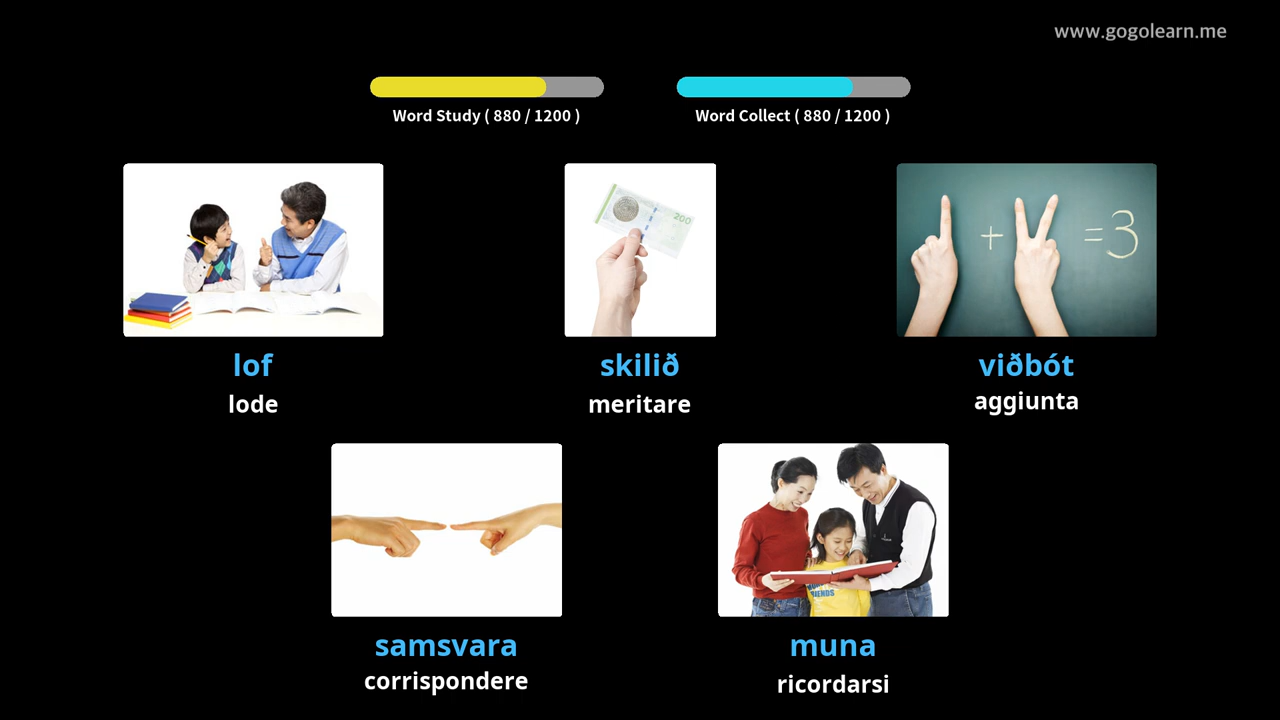 www.gogolearn.me
Word Study ( 880 / 1200 )
Word Collect ( 880 / 1200 )
200
+ = 3
lof
skilið
viðbót
lode
meritare
aggiunta
samsvara
muna
corrispondere
ricordarsi